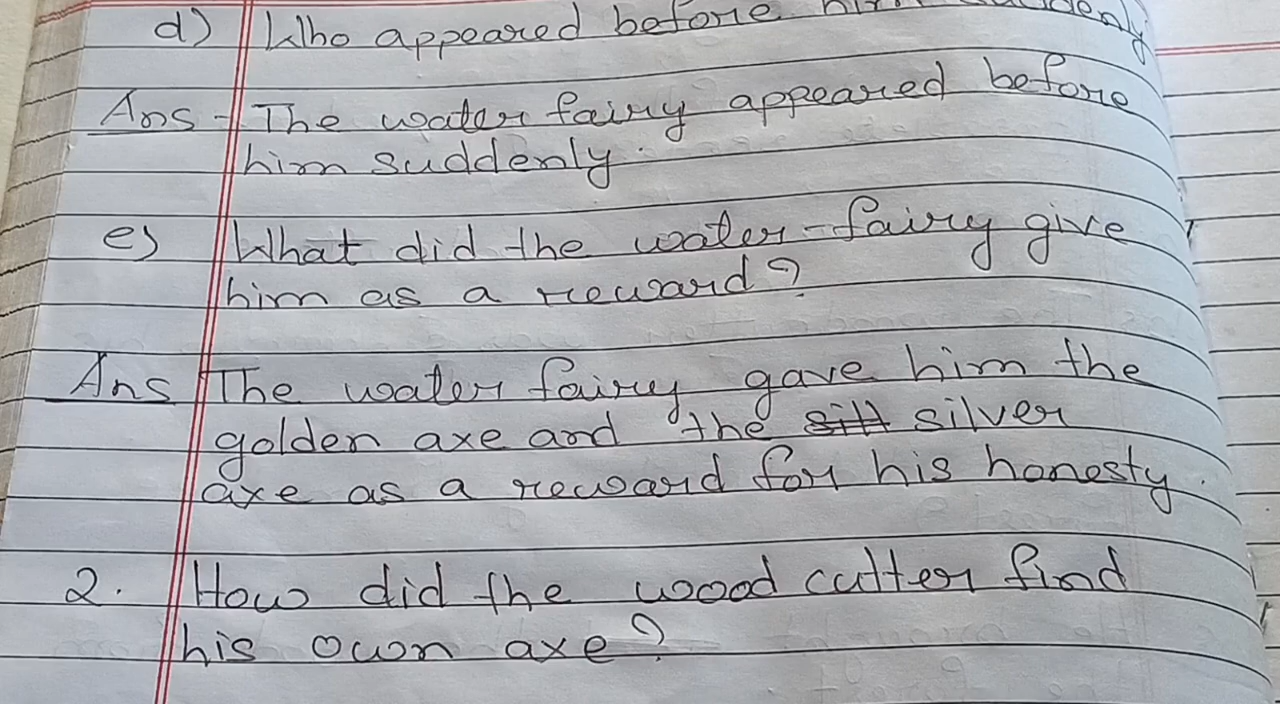 d) Who appeared before him suddenly
Ans - The water fairy appeared before
him suddenly.
e) What did the water-fairy give
him as a reward?
Ans The water fairy gave him the
golden axe and the silver
axe as a reward for his honesty.
2. How did the wood cutter find
his own axe?